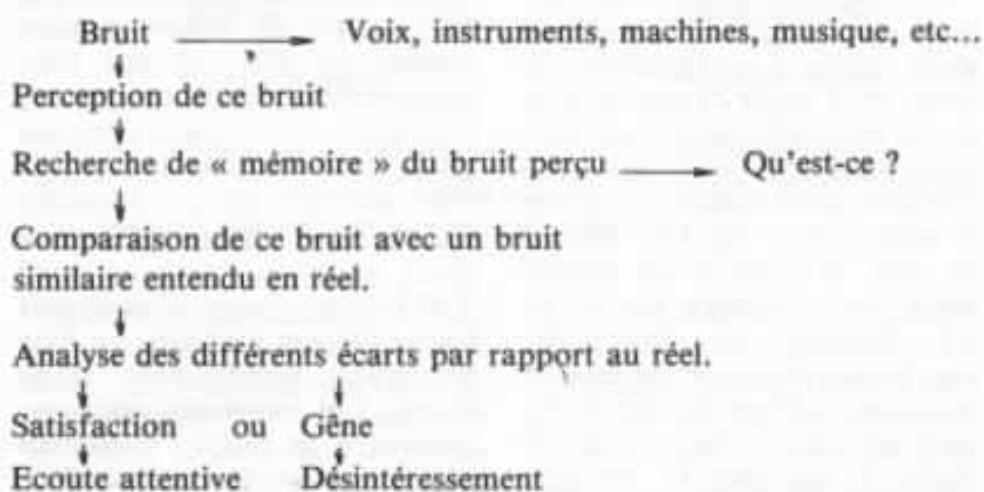 Bruit Voix, instruments, machines, musique, etc...
Perception de ce bruit
Recherche de « mémoire » du bruit perçu Qu'est-ce ?
Comparaison de ce bruit avec un bruit
similaire entendu en réel.
Analyse des différents écarts par rapport au réel.
Satisfaction ou Gêne
Ecoute attentive Désintéressement